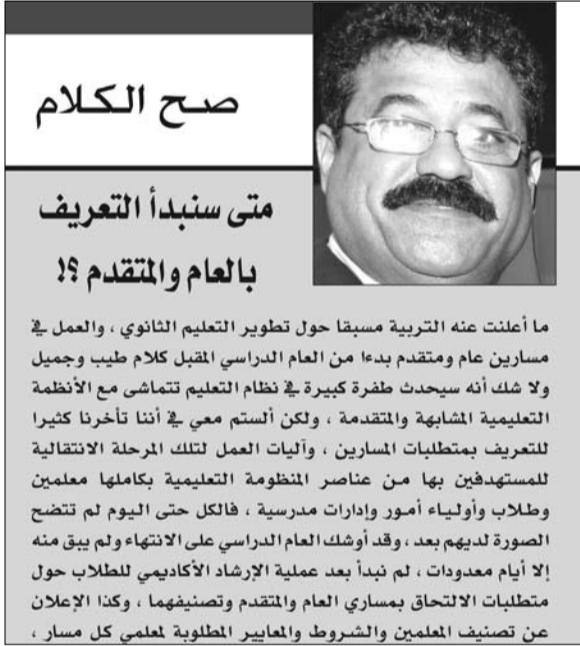 صح الكلام
متى سنبدأ التعريف
بالعام والمتقدم ؟!
ما أعلنت عنه التربية مسبقا حول تطوير التعليم الثانوي ، والعمل في
مسارين عام ومتقدم بدءا من العام الدراسي المقبل كلام طيب وجميل
ولا شك أنه سيحدث طفرة كبيرة في نظام التعليم تتماشى مع الأنظمة
التعليمية المشابهة والمتقدمة ، ولكن ألستم معي في أننا تأخرنا كثيرا
للتعريف بمتطلبات المسارين ، وآليات العمل لتلك المرحلة الانتقالية
للمستهدفين بها من عناصر المنظومة التعليمية بكاملها معلمين
وطلاب وأولياء أمور وإدارات مدرسية ، فالكل حتى اليوم لم تتضح
الصورة لديهم بعد ، وقد أوشك العام الدراسي على الانتهاء ولم يبق منه
إلا أيام معدودات ، لم نبدأ بعد عملية الإرشاد الأكاديمي للطلاب حول
متطلبات الالتحاق بمساري العام والمتقدم وتصنيفهما ، وكذا الإعلان
عن تصنيف المعلمين والشروط والمعايير المطلوبة لمعلمي كل مسار ،